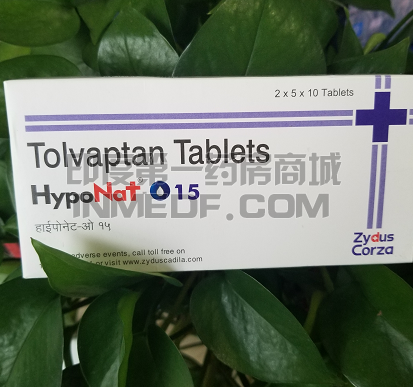 2 x 5 x 10 Tablets
Tolvaptan Tablets
印度第一药房商城
HypoNat® O 15
INMEDF.COM
हाईपोनेट-ओ १५
Zydus
Corza
adverse events, call toll free on
or visit www.zyduscadila.com